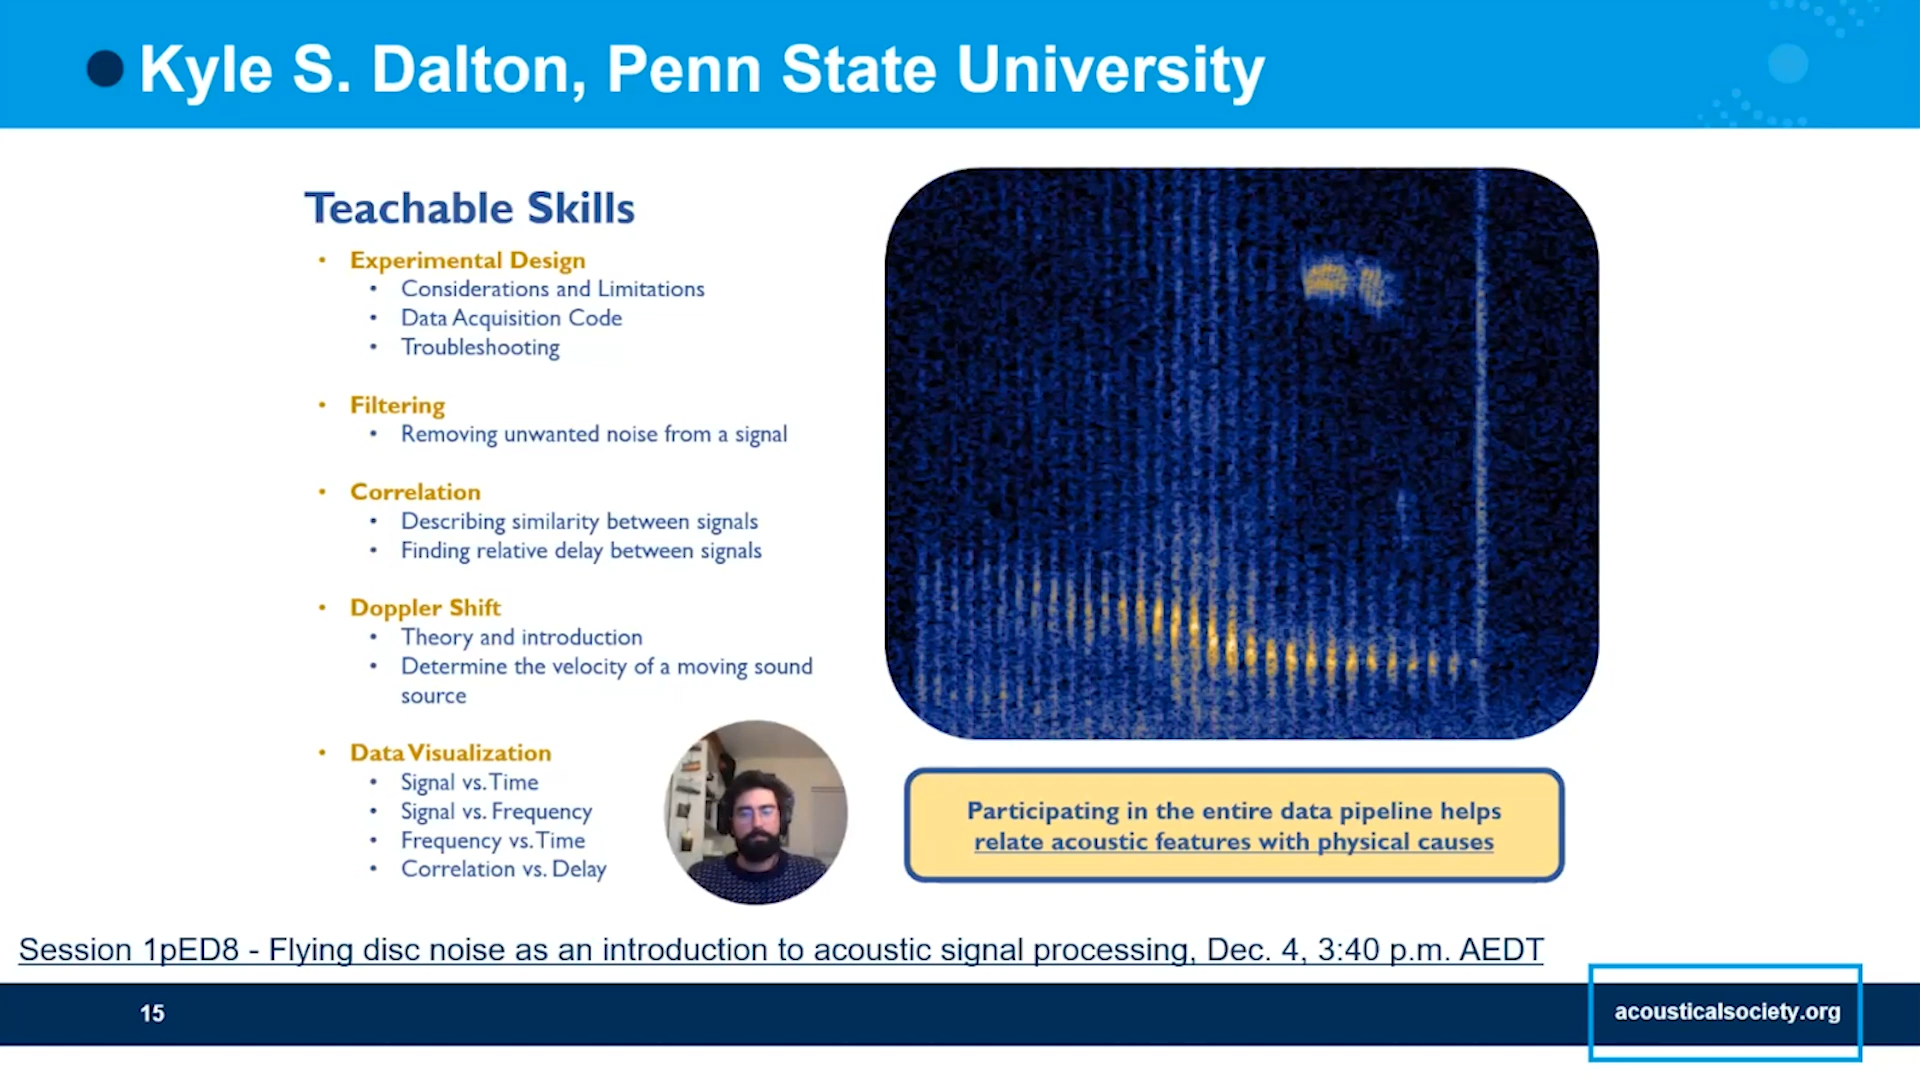 Kyle S. Dalton, Penn State University
Teachable Skills
• Experimental Design
• Considerations and Limitations
• Data Acquisition Code
• Troubleshooting
• Filtering
• Removing unwanted noise from a signal
• Correlation
• Describing similarity between signals
• Finding relative delay between signals
• Doppler Shift
• Theory and introduction
• Determine the velocity of a moving sound
source
• Data Visualization
• Signal vs. Time
• Signal vs. Frequency
• Frequency vs. Time
• Correlation vs. Delay
Participating in the entire data pipeline helps
relate acoustic features with physical causes
Session 1pED8 - Flying disc noise as an introduction to acoustic signal processing, Dec. 4, 3:40 p.m. AEDT
15
acousticalsociety.org